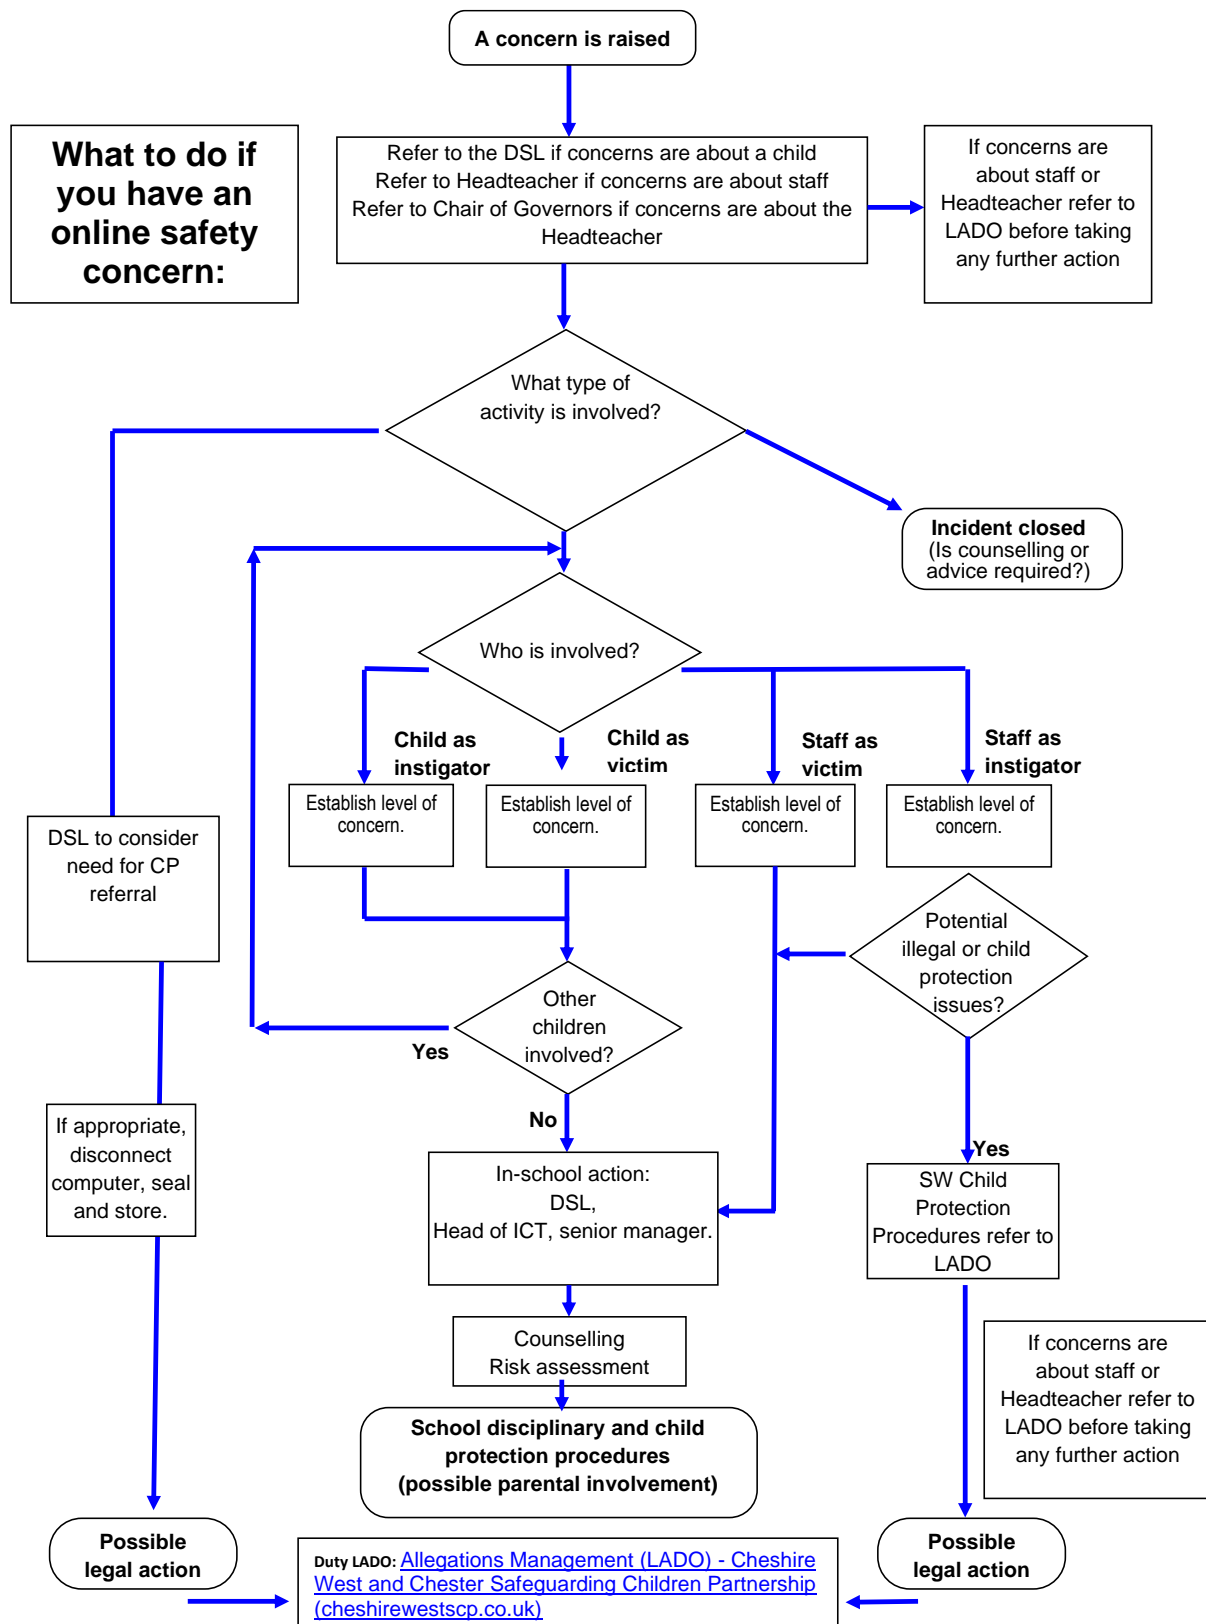 A concern is raised
What to do if
you have an
online safety
concern:
Refer to the DSL if concerns are about a child
Refer to Headteacher if concerns are about staff
Refer to Chair of Governors if concerns are about the
Headteacher
If concerns are
about staff or
Headteacher refer to
LADO before taking
any further action
What type of
activity is involved?
Incident closed
(Is counselling or
advice required?)
Who is involved?
Child as
instigator
Child as
victim
Staff as
victim
Staff as
instigator
Establish level of
concern.
Establish level of
concern.
Establish level of
concern.
Establish level of
concern.
DSL to consider
need for CP
referral
Potential
illegal or child
protection
issues?
Other
children
involved?
Yes
No
If appropriate,
disconnect
computer, seal
and store.
In-school action:
DSL,
Head of ICT, senior manager.
Yes
SW Child
Protection
Procedures refer to
LADO
Counselling
Risk assessment
If concerns are
about staff or
Headteacher refer to
LADO before taking
any further action
School disciplinary and child
protection procedures
(possible parental involvement)
Possible
legal action
Possible
legal action
Duty LADO: Allegations Management (LADO) - Cheshire
West and Chester Safeguarding Children Partnership
(cheshirewestscp.co.uk)